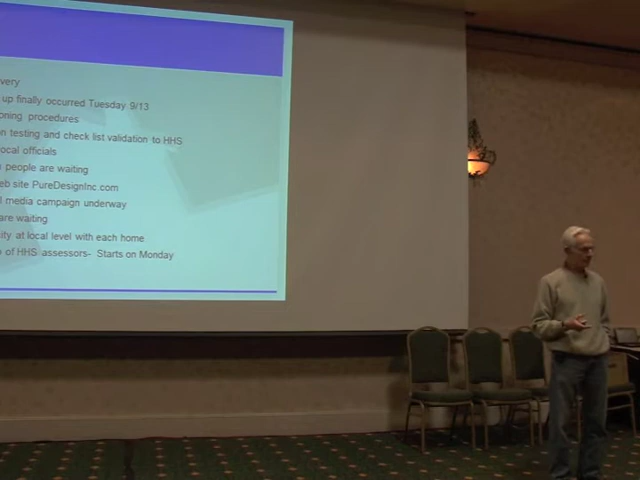 very
up finally occurred Tuesday 9/13
oning procedures
on testing and check list validation to HHS
ocal officials
people are waiting
eb site PureDesignInc.com
l media campaign underway
are waiting
ity at local level with each home
of HHS assessors- Starts on Monday